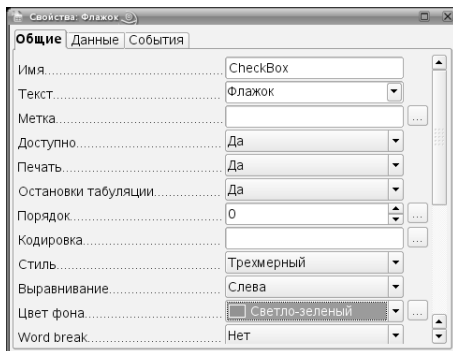 Свойства: Флажок
Общие Данные События
Имя CheckBox
Текст Флажок
Метка
Доступно Да
Печать Да
Остановки табуляции Да
Порядок 0
Кодировка
Стиль Трехмерный
Выравнивание Слева
Цвет фона Светло-зеленый
Word break Нет